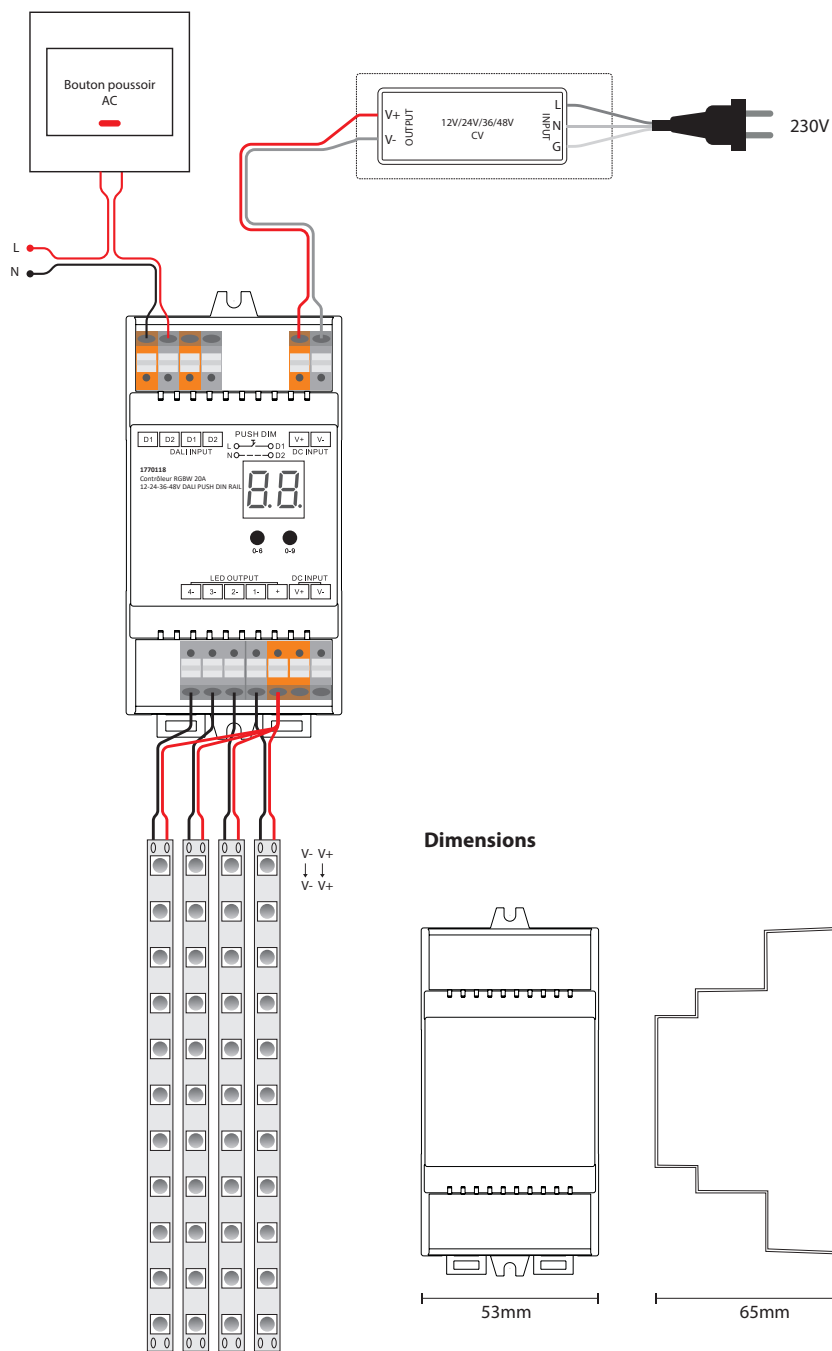 Bouton poussoir
AC
L
N
V+
V-
OUTPUT
12V/24V/36/48V
CV
INPUT
L
N
G
230V
D1 D2 D1 D2
DALI INPUT
PUSH DIM
L D1
N D2
V+ V-
DC INPUT
1770118
Contrôleur RGBW 20A
12-24-36-48V DALI PUSH DIN RAIL
8.8.
0-6 0-9
LED OUTPUT
DC INPUT
4- 3- 2- 1- + V+ V-
V- V+
V- V+
Dimensions
53mm
65mm